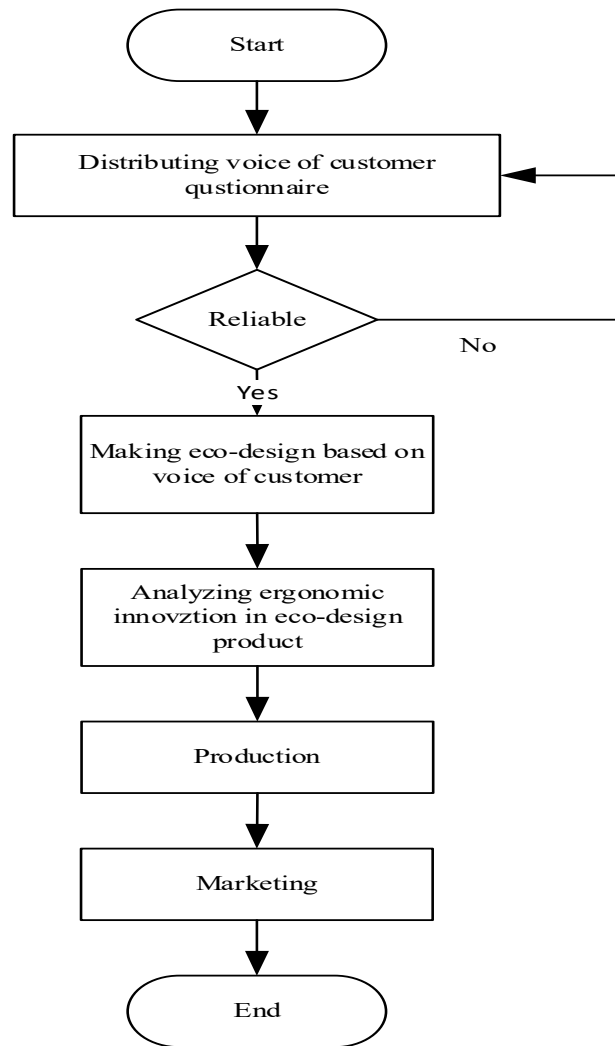 Start
Distributing voice of customer
qustionnaire
Reliable
No
Yes
Making eco-design based on
voice of customer
Analyzing ergonomic
innovztion in eco-design
product
Production
Marketing
End